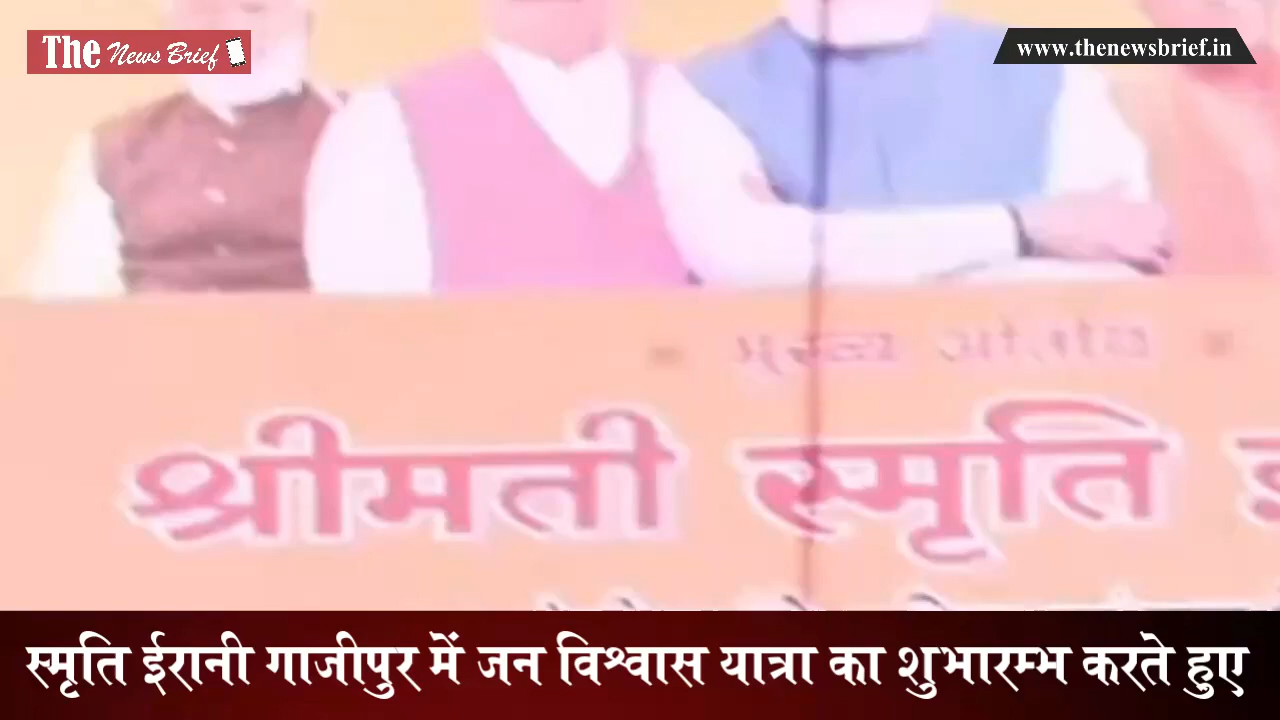 The News Brief
www.thenewsbrief.in
श्रीमती स्मृति
स्मृति ईरानी गाजीपुर में जन विश्वास यात्रा का शुभारम्भ करते हुए